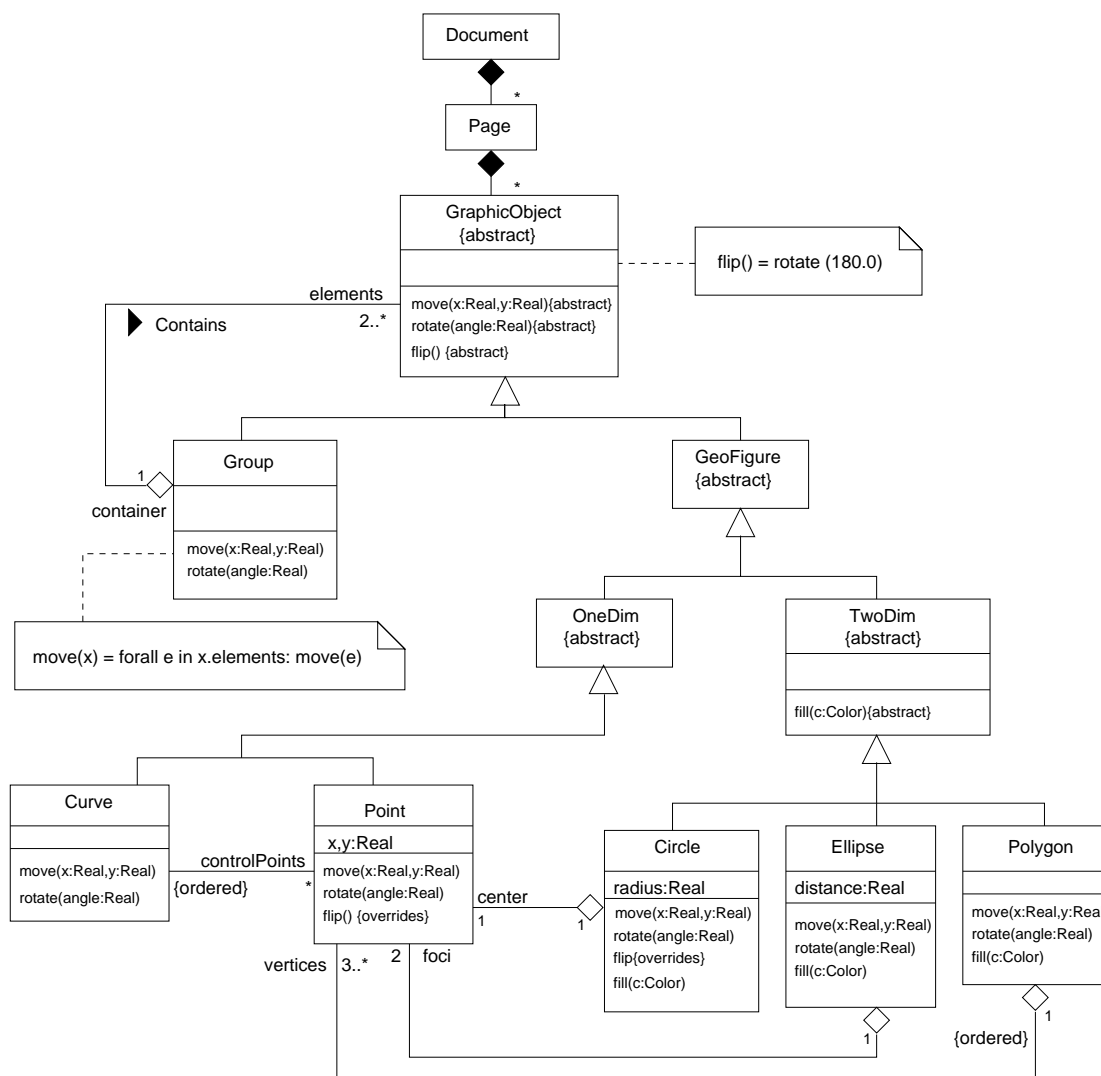 Document
*
Page
*
GraphicObject
{abstract}
flip() = rotate (180.0)
elements
2..*
Contains
move(x:Real,y:Real){abstract}
rotate(angle:Real){abstract}
flip() {abstract}
Group
1
container
move(x:Real,y:Real)
rotate(angle:Real)
GeoFigure
{abstract}
move(x) = forall e in x.elements: move(e)
OneDim
{abstract}
TwoDim
{abstract}
fill(c:Color){abstract}
Curve
move(x:Real,y:Real)
rotate(angle:Real)
controlPoints
{ordered}
*
Point
x,y:Real
move(x:Real,y:Real)
rotate(angle:Real)
flip() {overrides}
center
1
1
Circle
radius:Real
move(x:Real,y:Real)
rotate(angle:Real)
flip{overrides}
fill(c:Color)
Ellipse
distance:Real
move(x:Real,y:Real)
rotate(angle:Real)
fill(c:Color)
Polygon
move(x:Real,y:Rea
rotate(angle:Real)
fill(c:Color)
vertices
3..*
2
foci
1
{ordered}
1